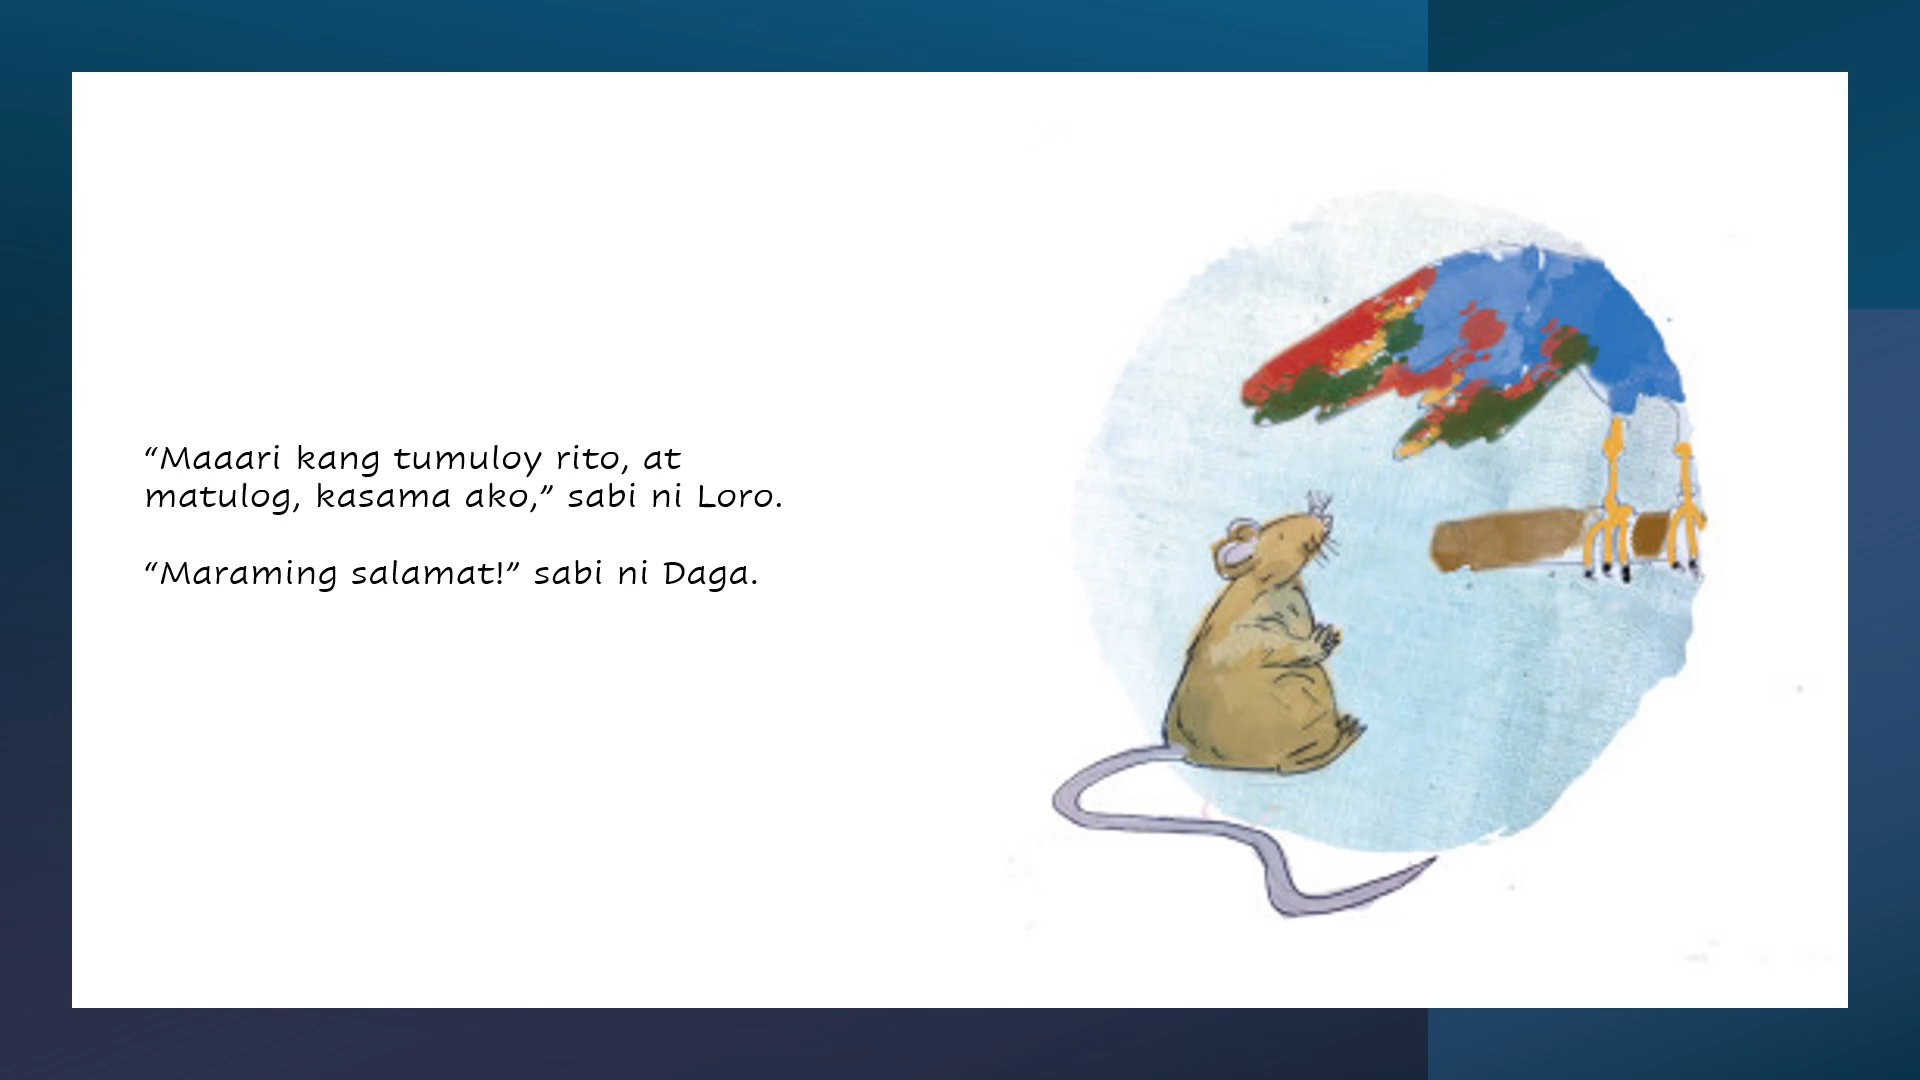 “Maaari kang tumuloy rito, at
matulog, kasama ako,” sabi ni Loro.
“Maraming salamat!” sabi ni Daga.